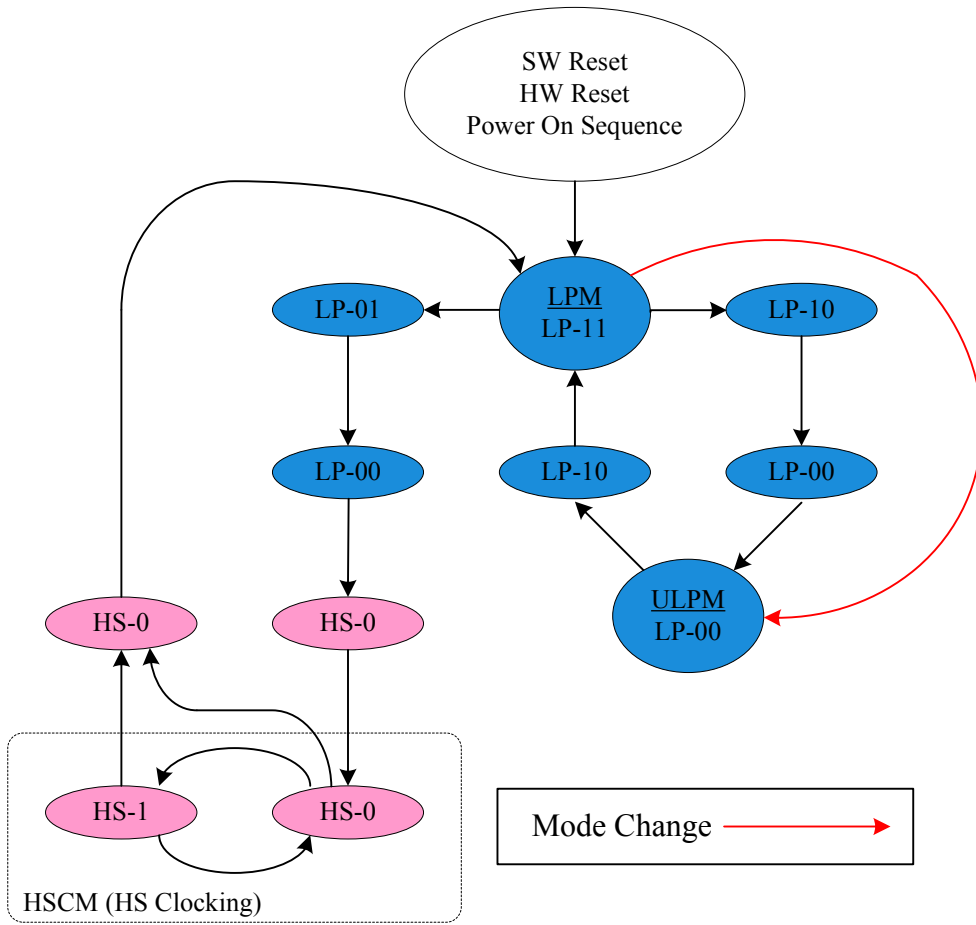 SW Reset
HW Reset
Power On Sequence
LP-01
LPM
LP-11
LP-10
LP-00
LP-10
LP-00
HS-0
HS-0
ULPM
LP-00
HS-1
HS-0
HSCM (HS Clocking)
Mode Change